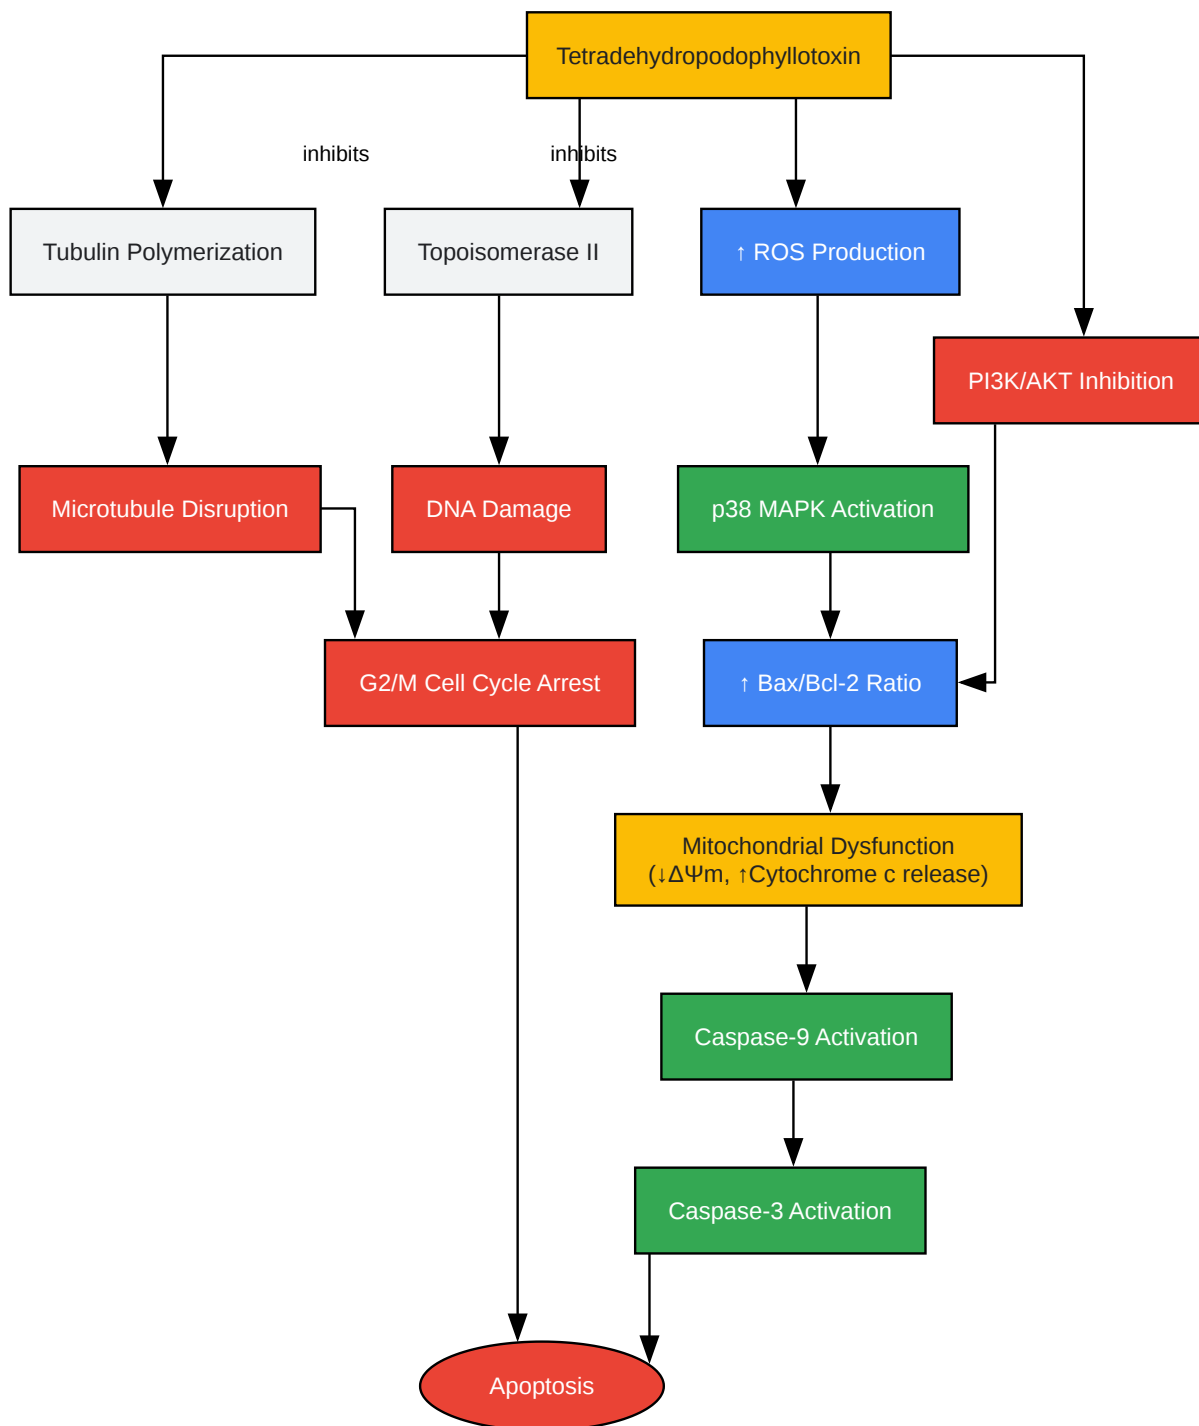 Tetradehydropodophyllotoxin
inhibits
inhibits
Tubulin Polymerization
Topoisomerase II
↑ ROS Production
PI3K/AKT Inhibition
Microtubule Disruption
DNA Damage
p38 MAPK Activation
G2/M Cell Cycle Arrest
↑ Bax/Bcl-2 Ratio
Mitochondrial Dysfunction
(↓ΔΨm, ↑Cytochrome c release)
Caspase-9 Activation
Caspase-3 Activation
Apoptosis